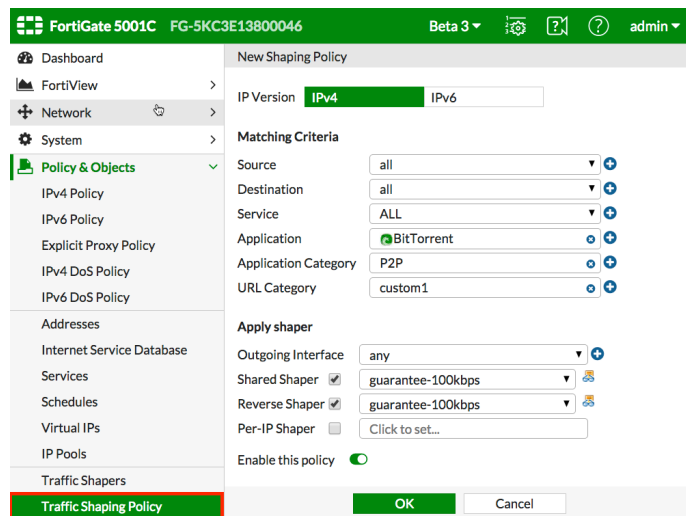 FortiGate 5001C FG-5KC3E13800046 Beta 3 admin
Dashboard
FortiView
Network
System
Policy & Objects
IPv4 Policy
IPv6 Policy
Explicit Proxy Policy
IPv4 DoS Policy
IPv6 DoS Policy
Addresses
Internet Service Database
Services
Schedules
Virtual IPs
IP Pools
Traffic Shapers
Traffic Shaping Policy
New Shaping Policy
IP Version IPv4 IPv6
Matching Criteria
Source all
Destination all
Service ALL
Application BitTorrent
Application Category P2P
URL Category custom1
Apply shaper
Outgoing Interface any
Shared Shaper guarantee-100kbps
Reverse Shaper guarantee-100kbps
Per-IP Shaper Click to set...
Enable this policy
OK Cancel